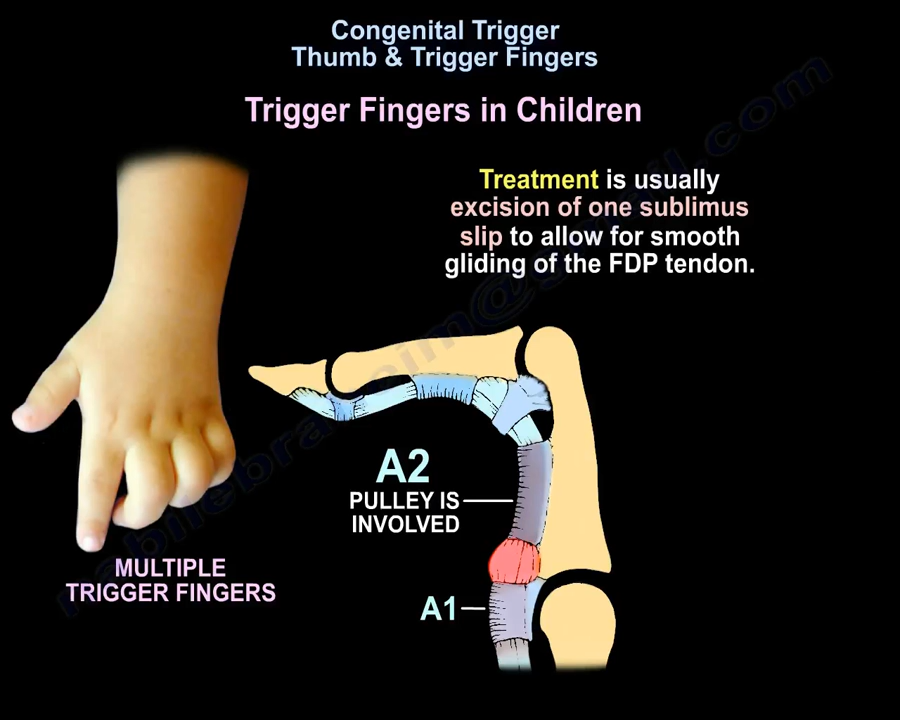 Congenital Trigger
Thumb & Trigger Fingers
Trigger Fingers in Children
Treatment is usually
excision of one sublimus
slip to allow for smooth
gliding of the FDP tendon.
A2
PULLEY IS
INVOLVED
A1
MULTIPLE
TRIGGER FINGERS